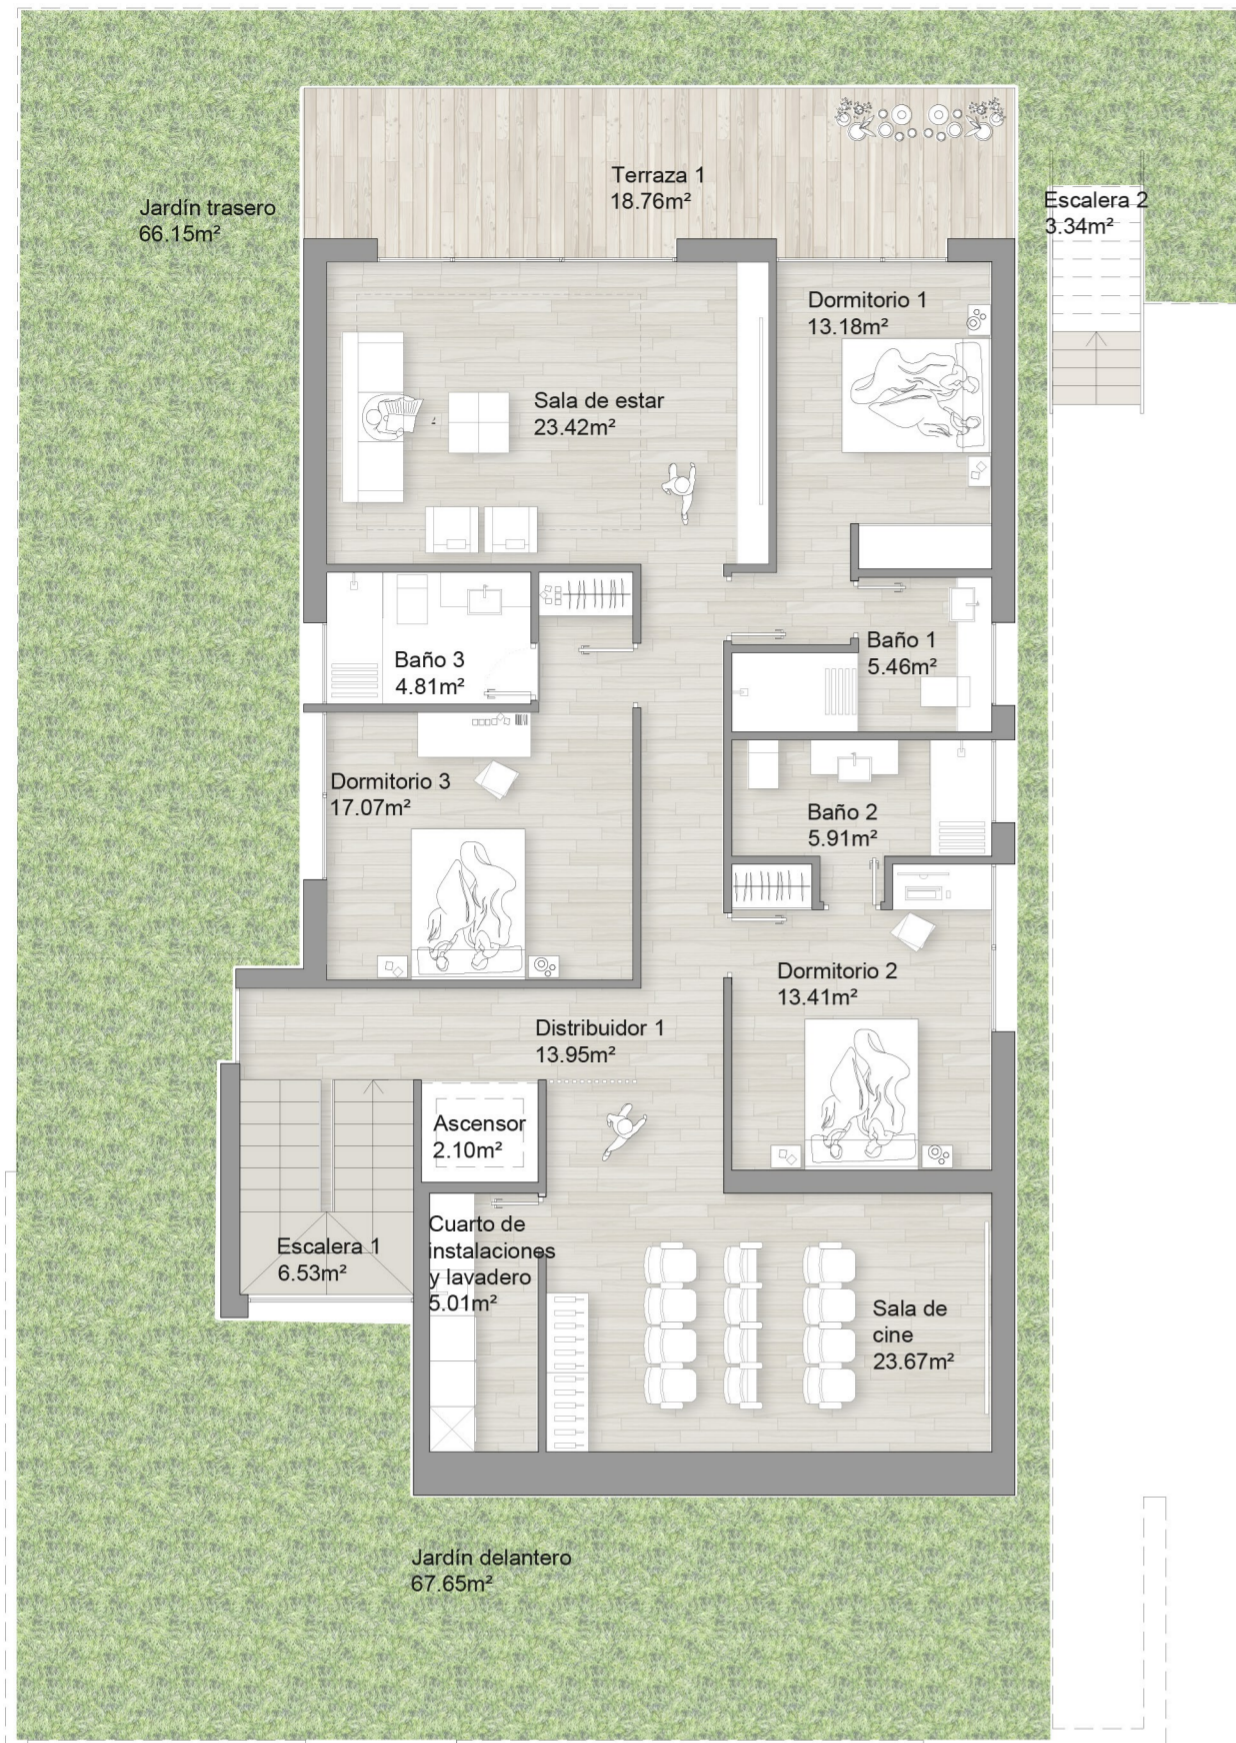 Terraza 1
18.76m²
Jardín trasero
66.15m²
Escalera 2
3.34m²
Dormitorio 1
13.18m²
Sala de estar
23.42m²
Baño 1
5.46m²
Baño 3
4.81m²
Dormitorio 3
17.07m²
Baño 2
5.91m²
Dormitorio 2
13.41m²
Distribuidor 1
13.95m²
Ascensor
2.10m²
Cuarto de
instalaciones
y lavadero
5.01m²
Escalera 1
6.53m²
Sala de
cine
23.67m²
Jardín delantero
67.65m²